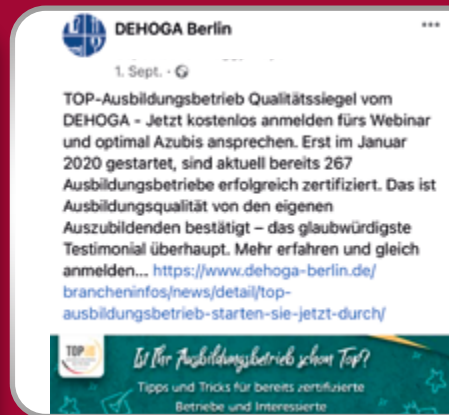 DEHOGA Berlin
1. Sept. ·
TOP-Ausbildungsbetrieb Qualitätssiegel vom
DEHOGA - Jetzt kostenlos anmelden fürs Webinar
und optimal Azubis ansprechen. Erst im Januar
2020 gestartet, sind aktuell bereits 267
Ausbildungsbetriebe erfolgreich zertifiziert. Das ist
Ausbildungsqualität von den eigenen
Auszubildenden bestätigt – das glaubwürdigste
Testimonial überhaupt. Mehr erfahren und gleich
anmelden... https://www.dehoga-berlin.de/
brancheninfos/news/detail/top-
ausbildungsbetrieb-starten-sie-jetzt-durch/
TOP
Ist Ihr Ausbildungsbetrieb schon Top?
Tipps und Tricks für bereits zertifizierte
Betriebe und Interessierte